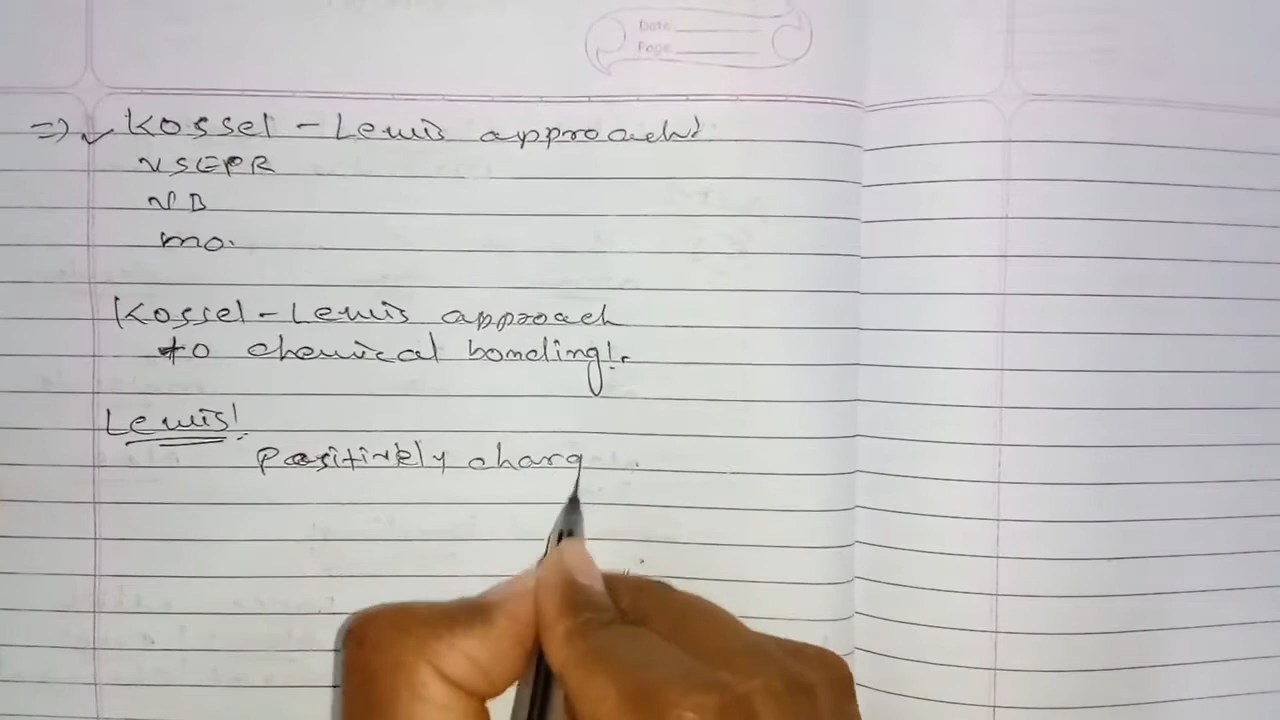 Date
Page
=> ✓ Kossel - Lewis approach:
VSEPR
VB
mo.
Kossel - Lewis approach
to chemical bonding:.
Lewis:
Positively charg